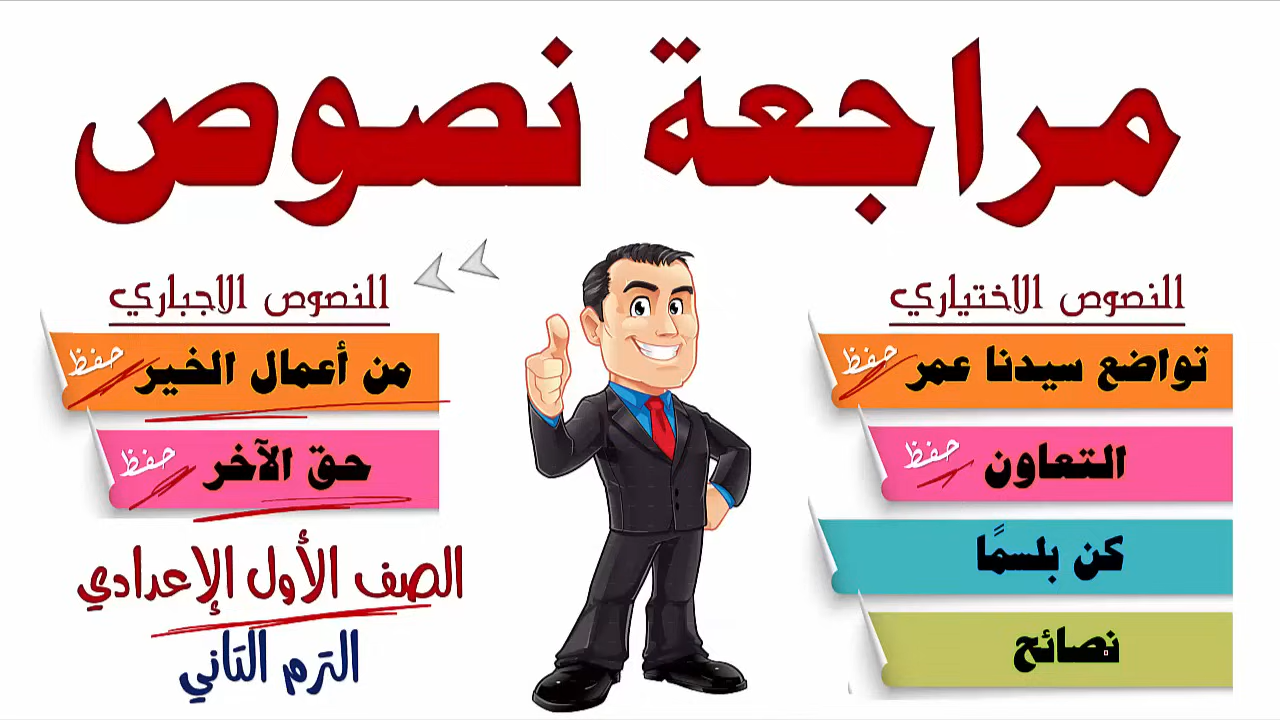 مراجعة نصوص
النصوص الاختياري
تواضع سيدنا عمر حفظ
التعاون حفظ
كن بلسمًا
نصائح
النصوص الاجباري
من أعمال الخير حفظ
حق الآخر حفظ
الصف الأول الإعدادي
الترم الثاني